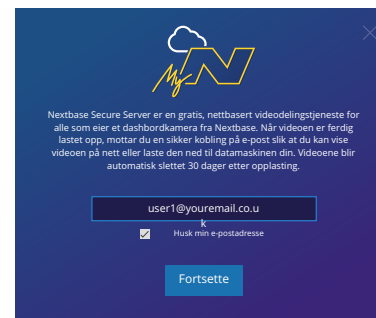 My N
Nextbase Secure Server er en gratis, nettbasert videodelingstjeneste for
alle som eier et dashbordkamera fra Nextbase. Når videoen er ferdig
lastet opp, mottar du en sikker kobling på e-post slik at du kan vise
videoen på nett eller laste den ned til datamaskinen din. Videoene blir
automatisk slettet 30 dager etter opplasting.
user1@youremail.co.u
k
Husk min e-postadresse
Fortsette